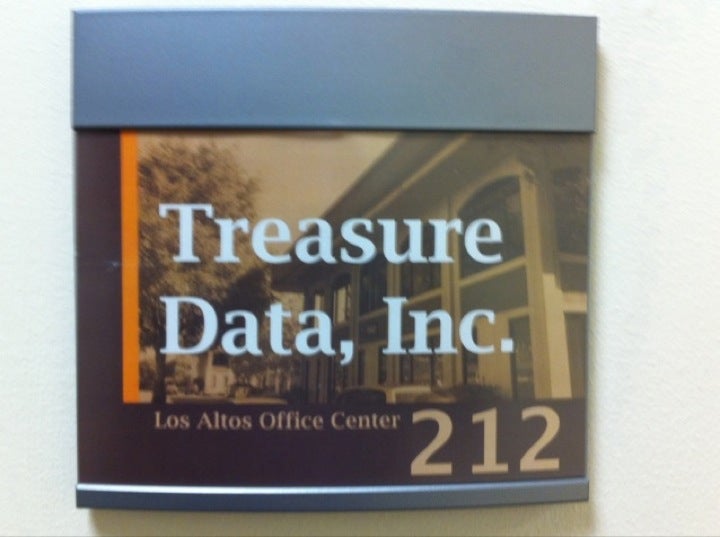 Treasure
Data, Inc.
Los Altos Office Center 212